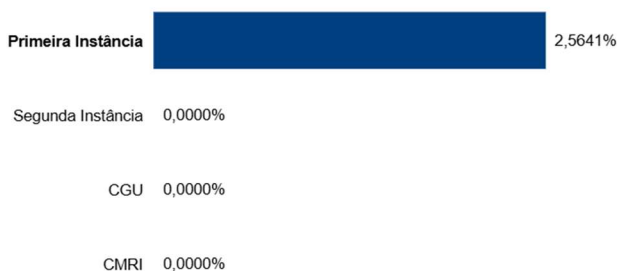 Primeira Instância 2,5641%
Segunda Instância 0,0000%
CGU 0,0000%
CMRI 0,0000%